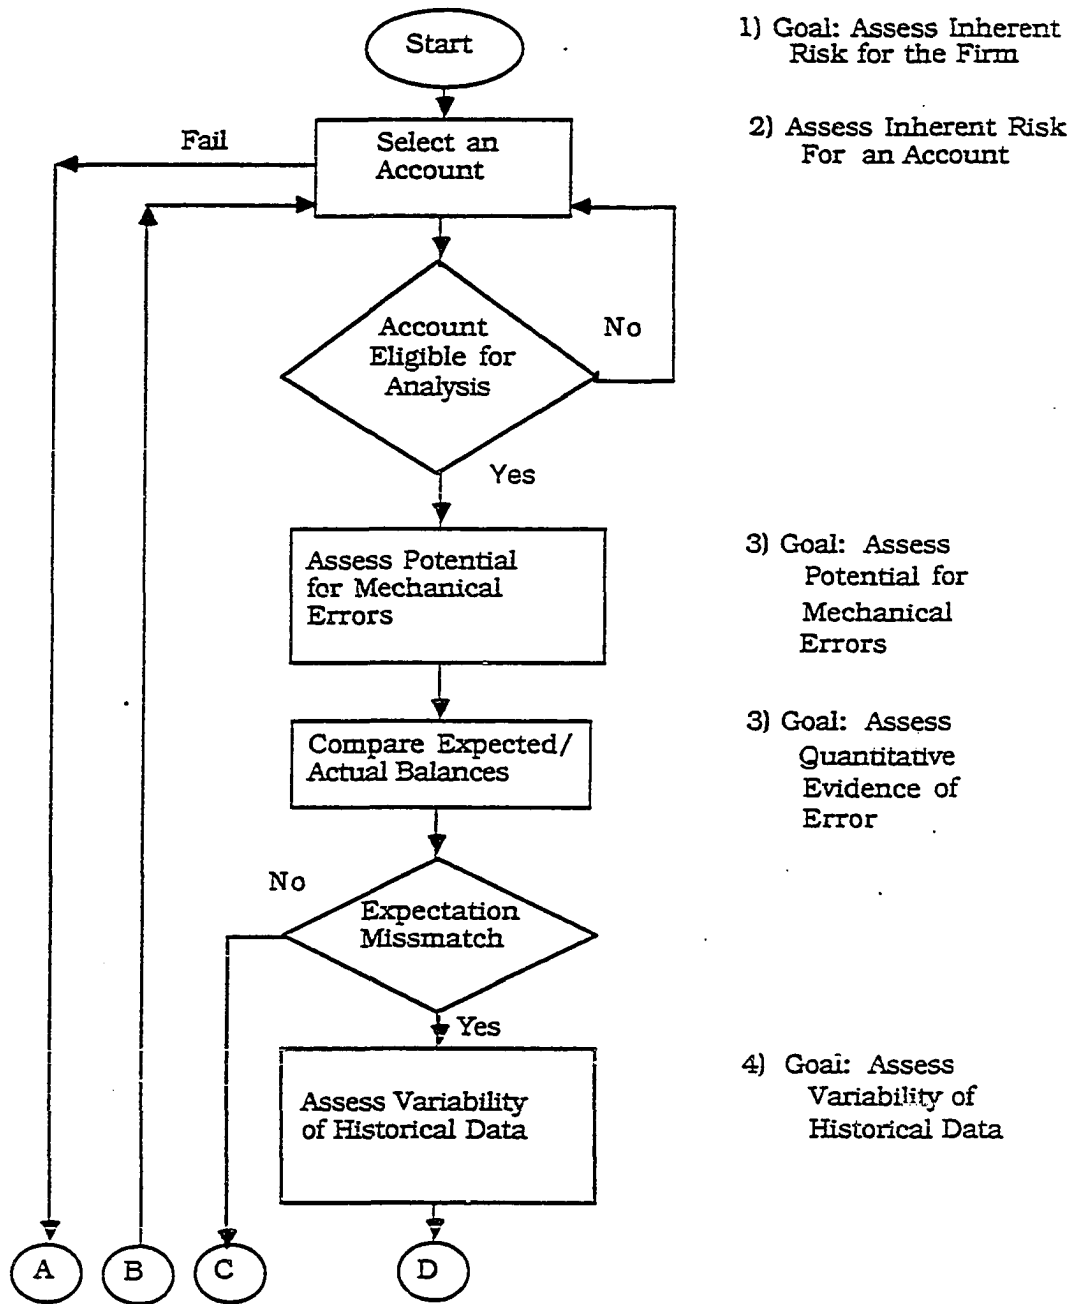 Start
1) Goal: Assess Inherent
Risk for the Firm
Fail
Select an
Account
2) Assess Inherent Risk
For an Account
Account
Eligible for
Analysis
No
Yes
Assess Potential
for Mechanical
Errors
3) Goal: Assess
Potential for
Mechanical
Errors
Compare Expected/
Actual Balances
3) Goal: Assess
Quantitative
Evidence of
Error
No
Expectation
Missmatch
Yes
Assess Variability
of Historical Data
4) Goal: Assess
Variability of
Historical Data
A
B
C
D